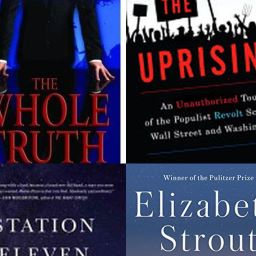 THE
WHOLE
TRUTH
THE
UPRISIN
An Unauthorized Tou
of the Populist Revolt Sc
Wall Street and Washin
STATION
ELEVEN
Winner of the Pulitzer Prize
Elizabet
Strout